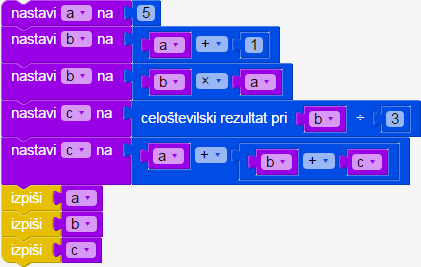 nastavi a na 5
nastavi b na a + 1
nastavi b na b × a
nastavi c na celoštevilski rezultat pri b ÷ 3
nastavi c na a + b + c
izpiši a
izpiši b
izpiši c